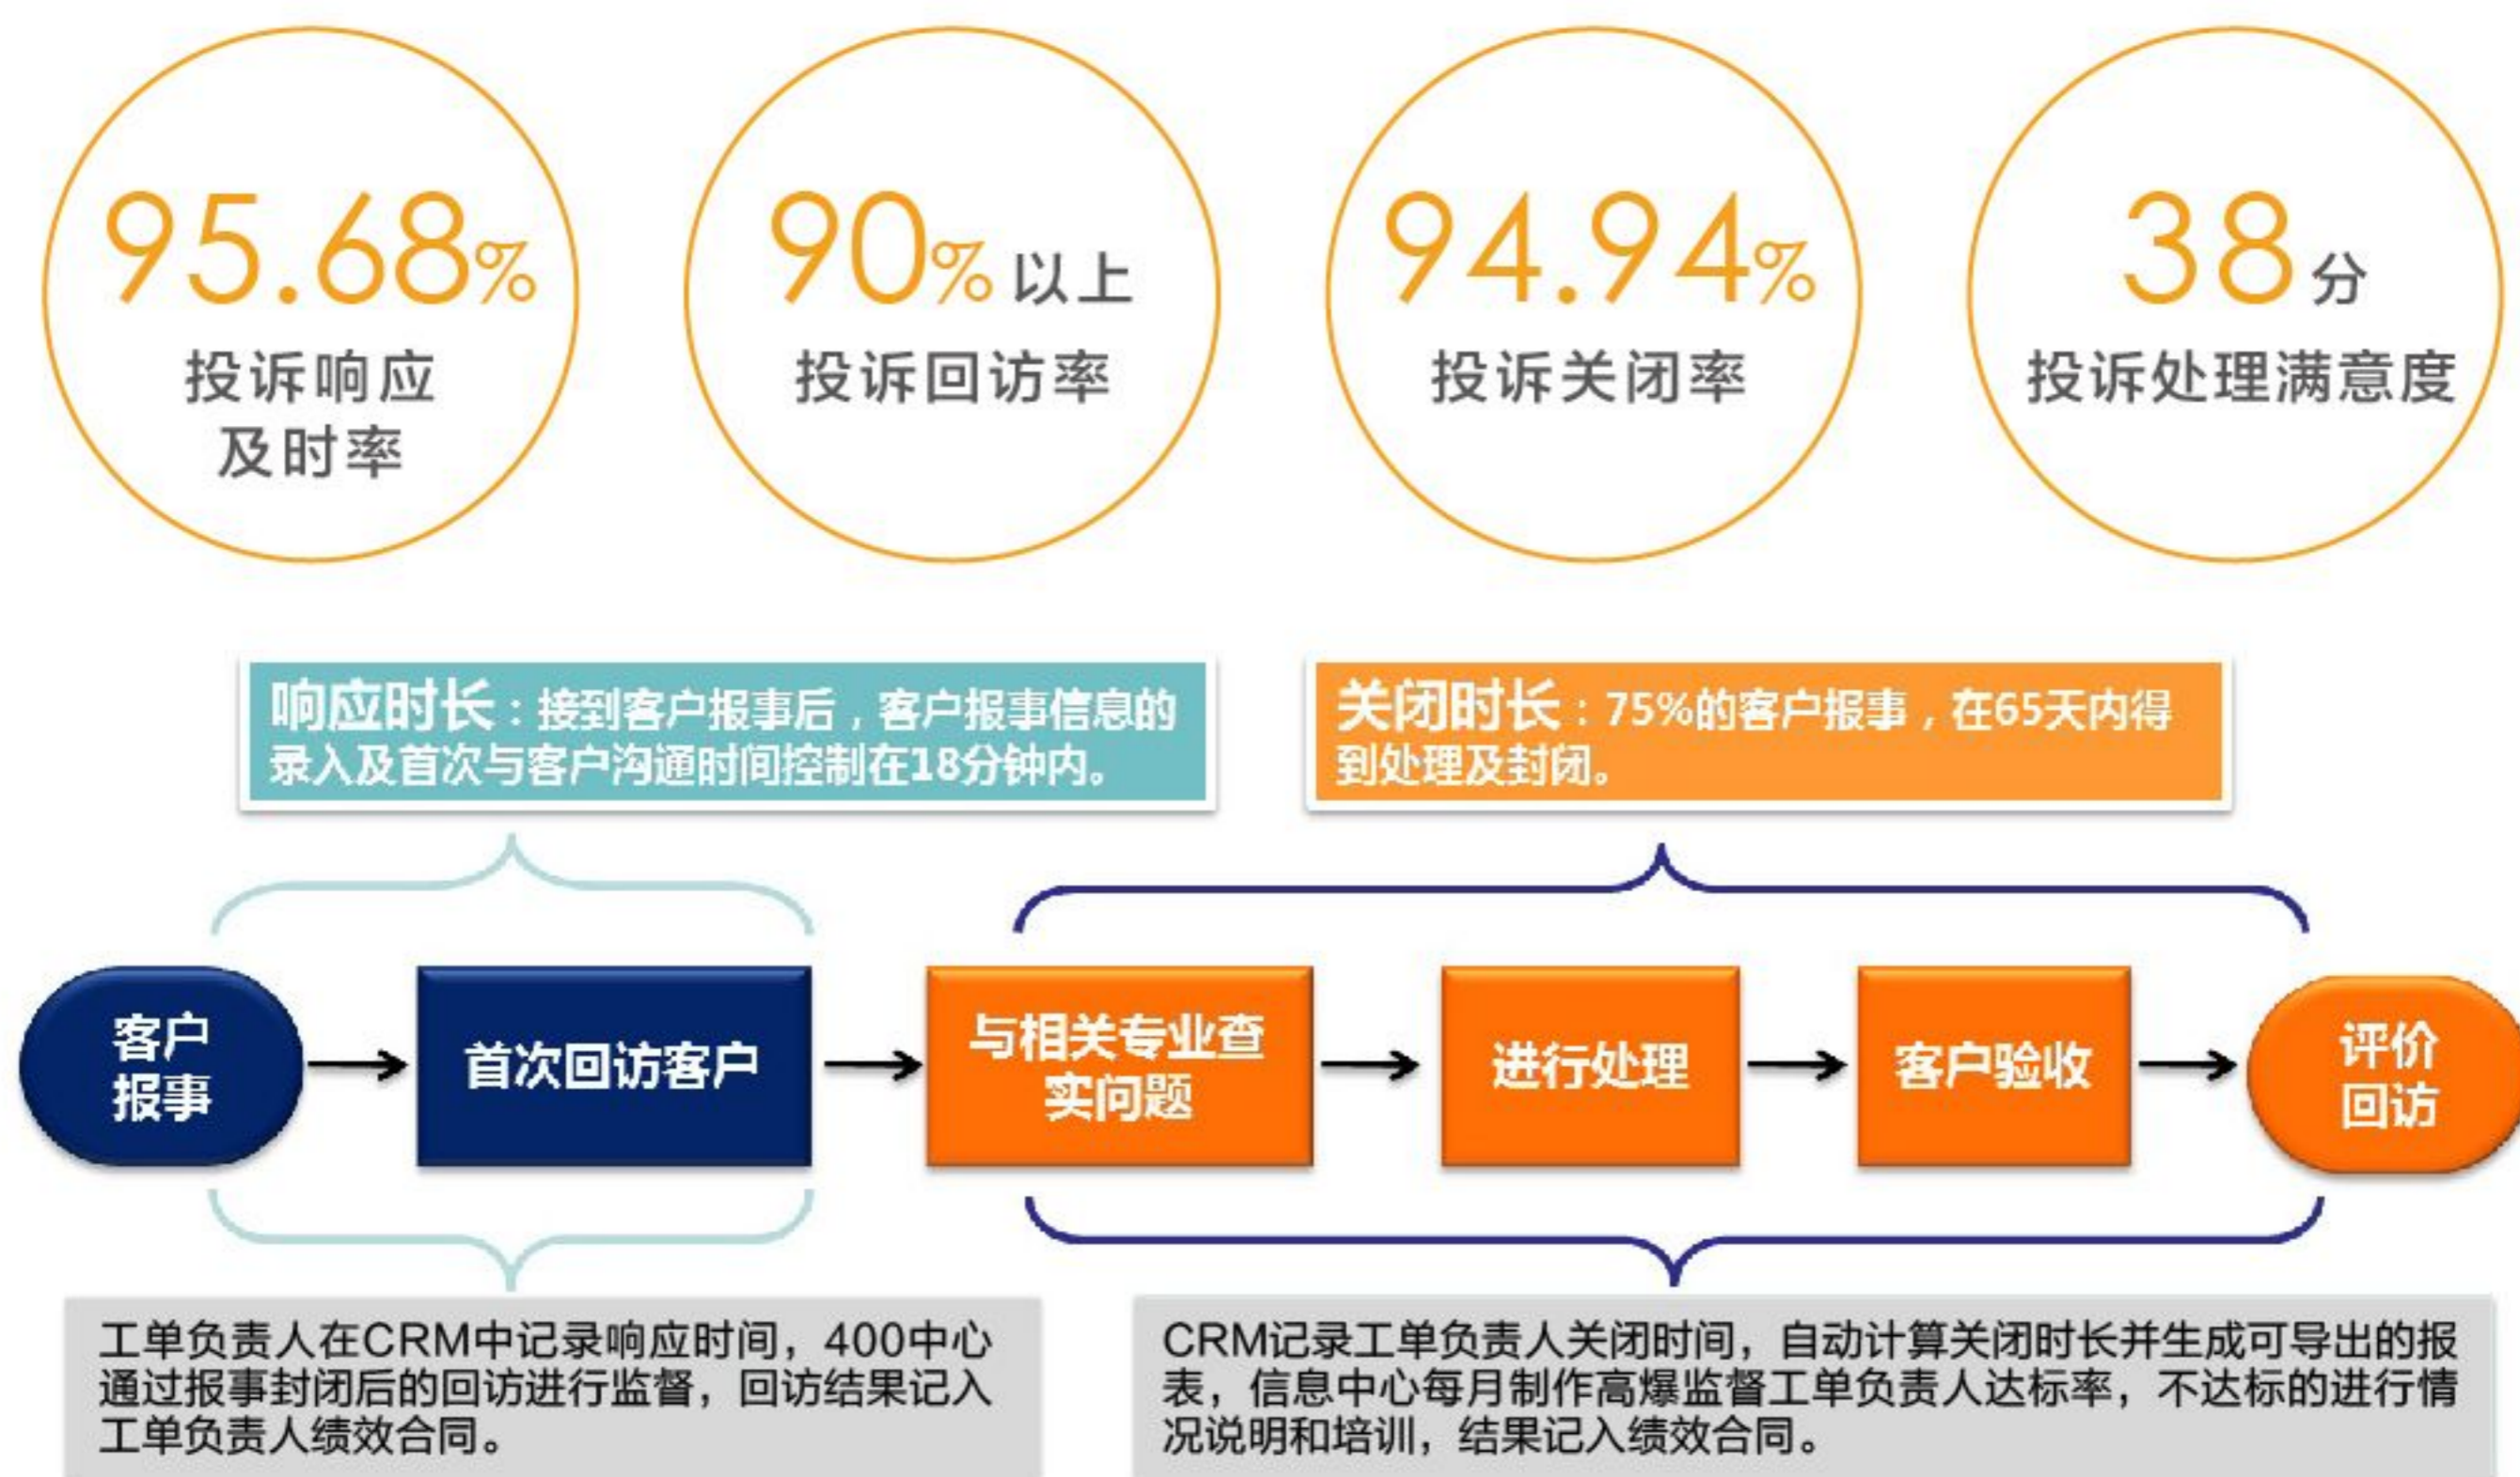 95.68%
投诉响应
及时率
90%以上
投诉回访率
94.94%
投诉关闭率
38分
投诉处理满意度
响应时长：接到客户报事后，客户报事信息的
录入及首次与客户沟通时间控制在18分钟内。
关闭时长：75%的客户报事，在65天内得
到处理及封闭。
客户
报事
首次回访客户
与相关专业查
实问题
进行处理
客户验收
评价
回访
工单负责人在CRM中记录响应时间，400中心
通过报事封闭后的回访进行监督，回访结果记入
工单负责人绩效合同。
CRM记录工单负责人关闭时间，自动计算关闭时长并生成可导出的报
表，信息中心每月制作高爆监督工单负责人达标率，不达标的进行情
况说明和培训，结果记入绩效合同。